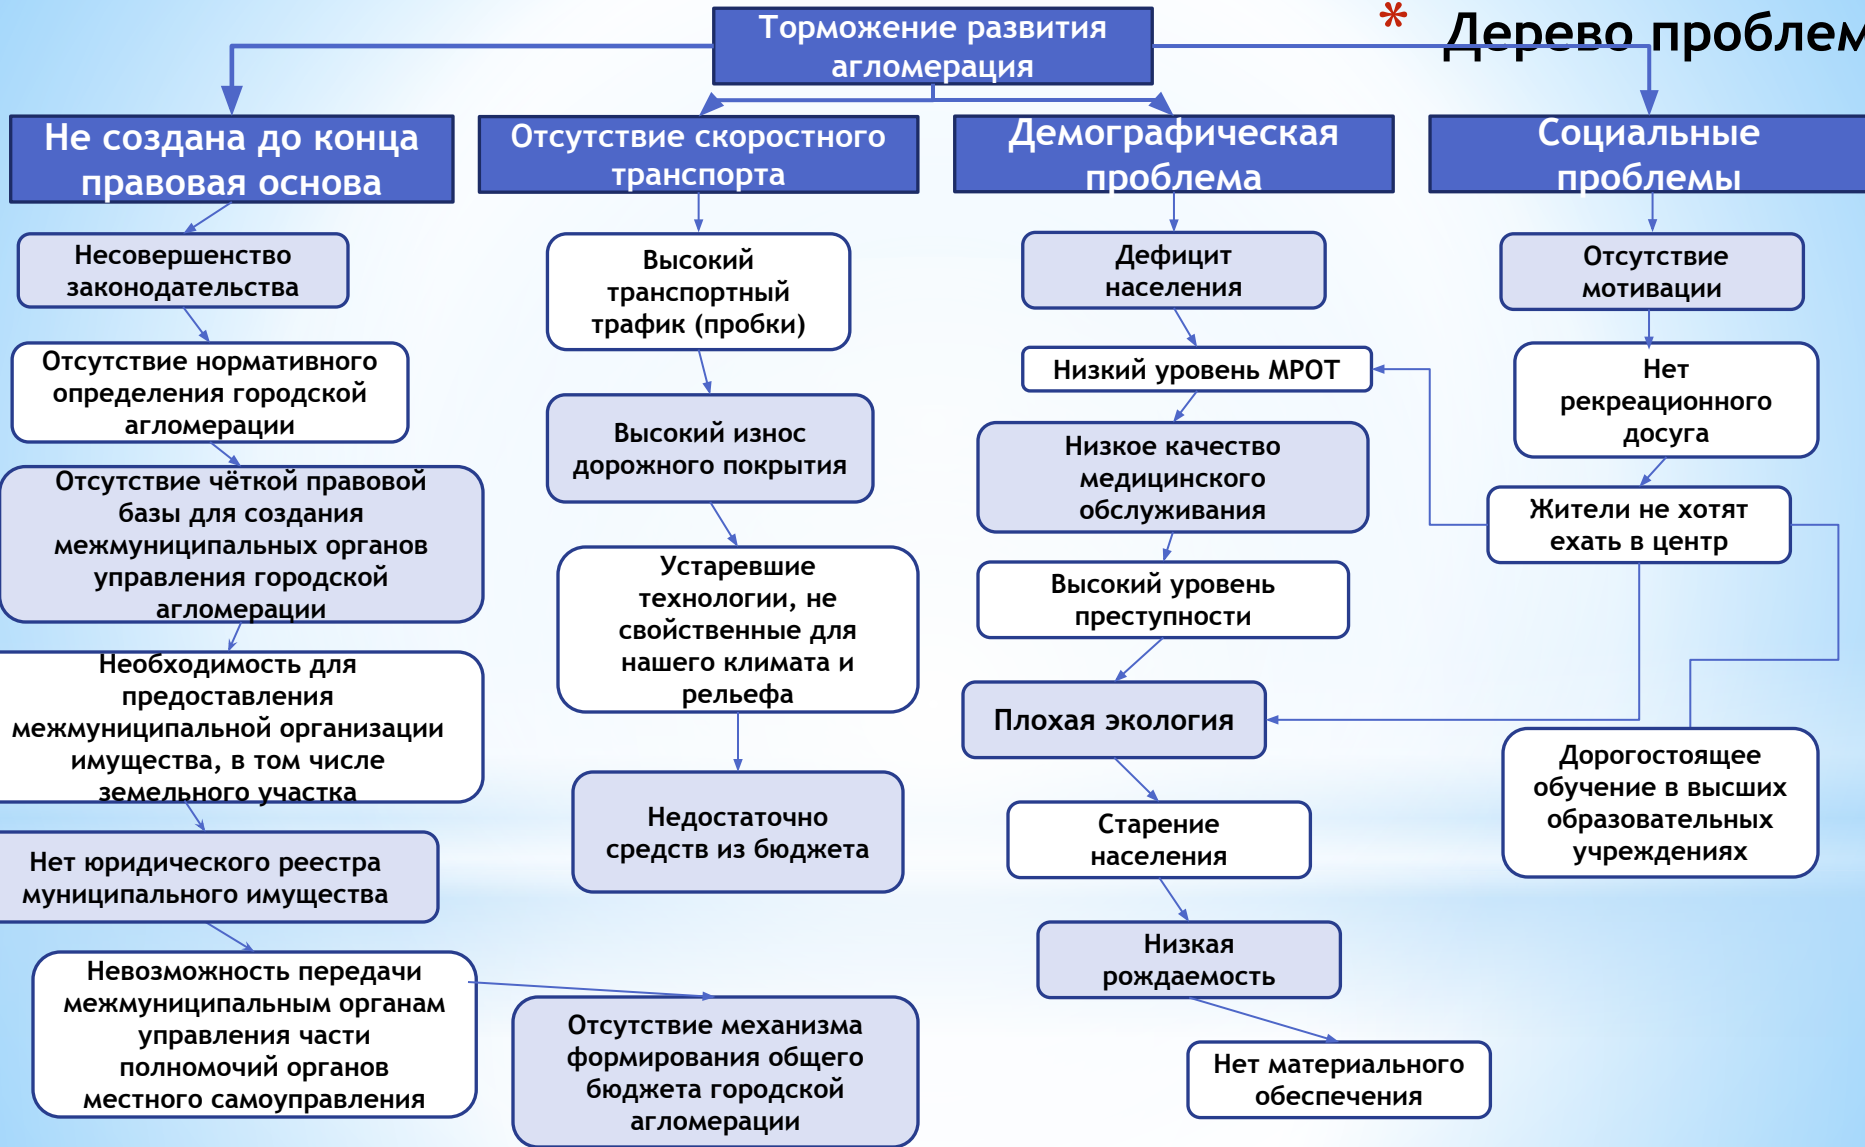 Торможение развития
агломерация
* Дерево проблем
Не создана до конца
правовая основа
Отсутствие скоростного
транспорта
Демографическая
проблема
Социальные
проблемы
Несовершенство
законодательства
Отсутствие нормативного
определения городской
агломерации
Отсутствие чёткой правовой
базы для создания
межмуниципальных органов
управления городской
агломерации
Необходимость для
предоставления
межмуниципальной организации
имущества, в том числе
земельного участка
Нет юридического реестра
муниципального имущества
Невозможность передачи
межмуниципальным органам
управления части
полномочий органов
местного самоуправления
Отсутствие механизма
формирования общего
бюджета городской
агломерации
Высокий
транспортный
трафик (пробки)
Высокий износ
дорожного покрытия
Устаревшие
технологии, не
свойственные для
нашего климата и
рельефа
Недостаточно
средств из бюджета
Дефицит
населения
Низкий уровень МРОТ
Низкое качество
медицинского
обслуживания
Высокий уровень
преступности
Плохая экология
Старение
населения
Низкая
рождаемость
Нет материального
обеспечения
Отсутствие
мотивации
Нет
рекреационного
досуга
Жители не хотят
ехать в центр
Дорогостоящее
обучение в высших
образовательных
учреждениях